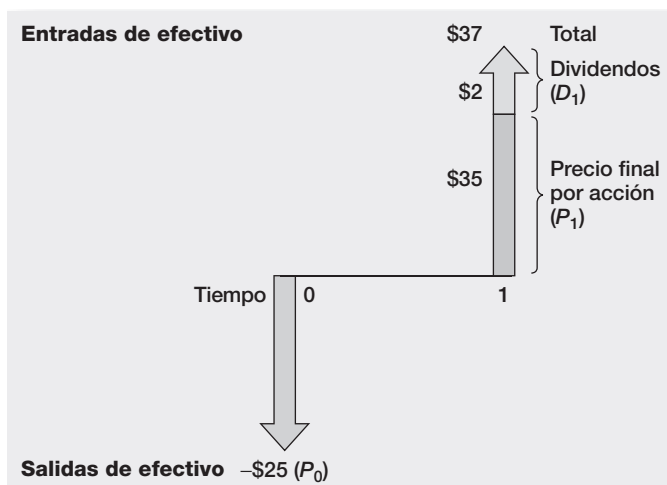 Entradas de efectivo
$37 Total
Dividendos
$2 (D₁)
$35
Precio final
por acción
(P₁)
Tiempo 0 1
Salidas de efectivo –$25 (P₀)